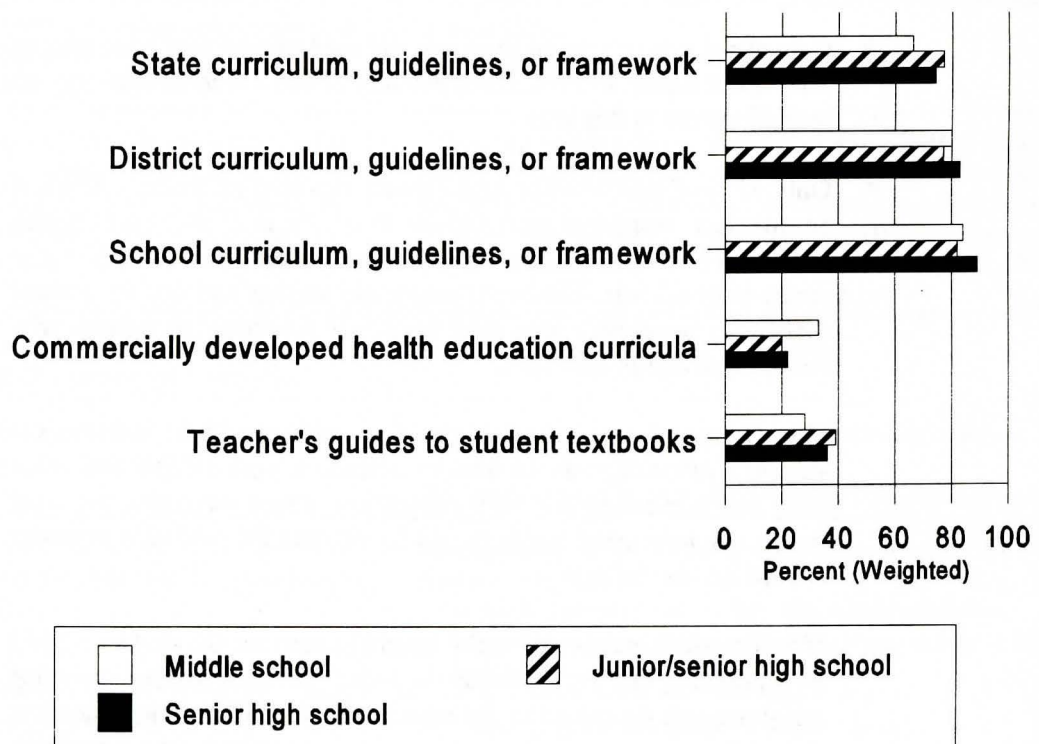 State curriculum, guidelines, or framework
District curriculum, guidelines, or framework
School curriculum, guidelines, or framework
Commercially developed health education curricula
Teacher's guides to student textbooks
0 20 40 60 80 100
Percent (Weighted)
Middle school
Junior/senior high school
Senior high school